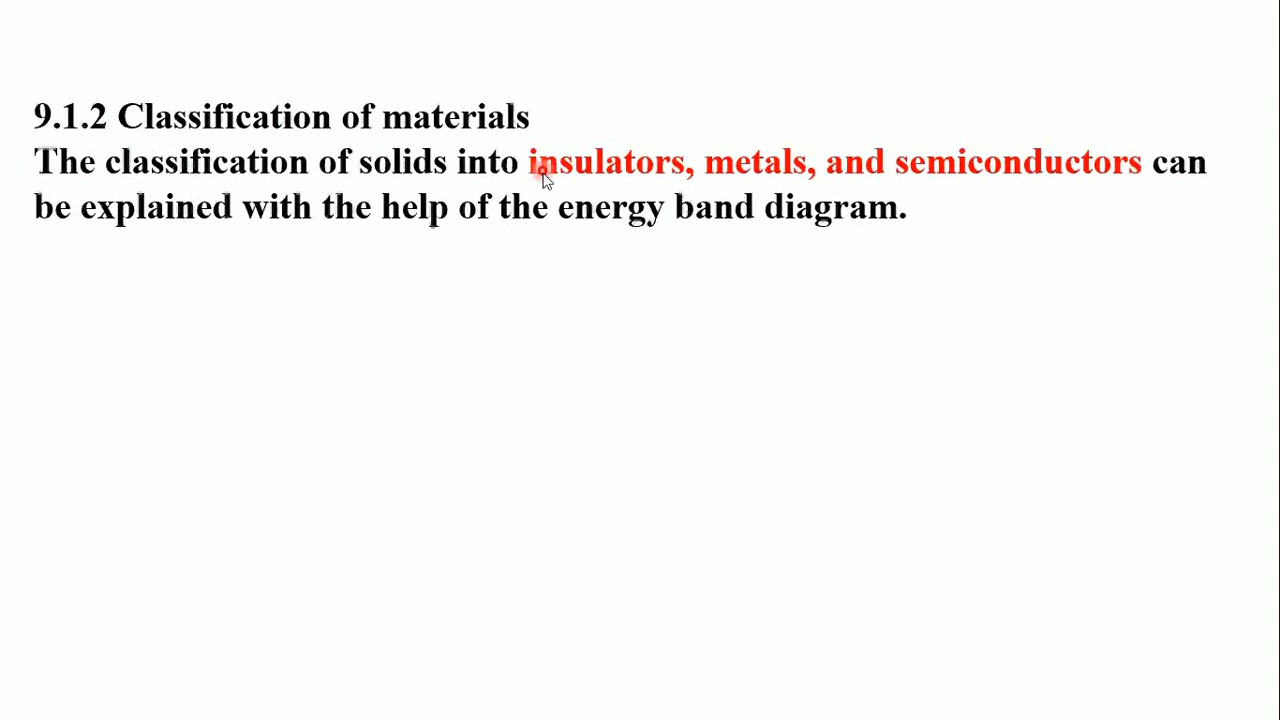 9.1.2 Classification of materials
The classification of solids into insulators, metals, and semiconductors can
be explained with the help of the energy band diagram.